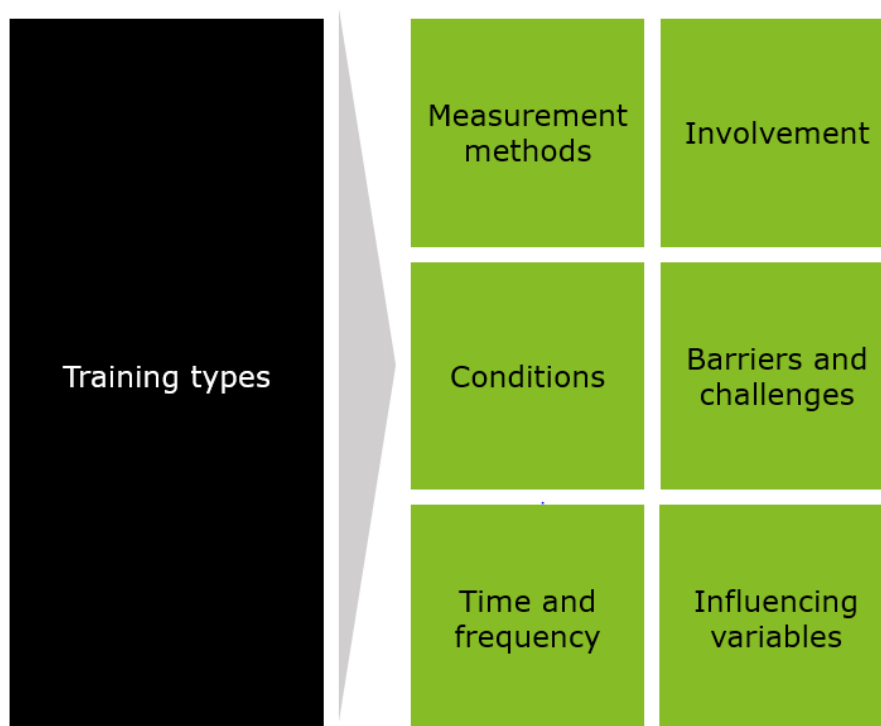 Training types
Measurement
methods
Involvement
Conditions
Barriers and
challenges
Time and
frequency
Influencing
variables